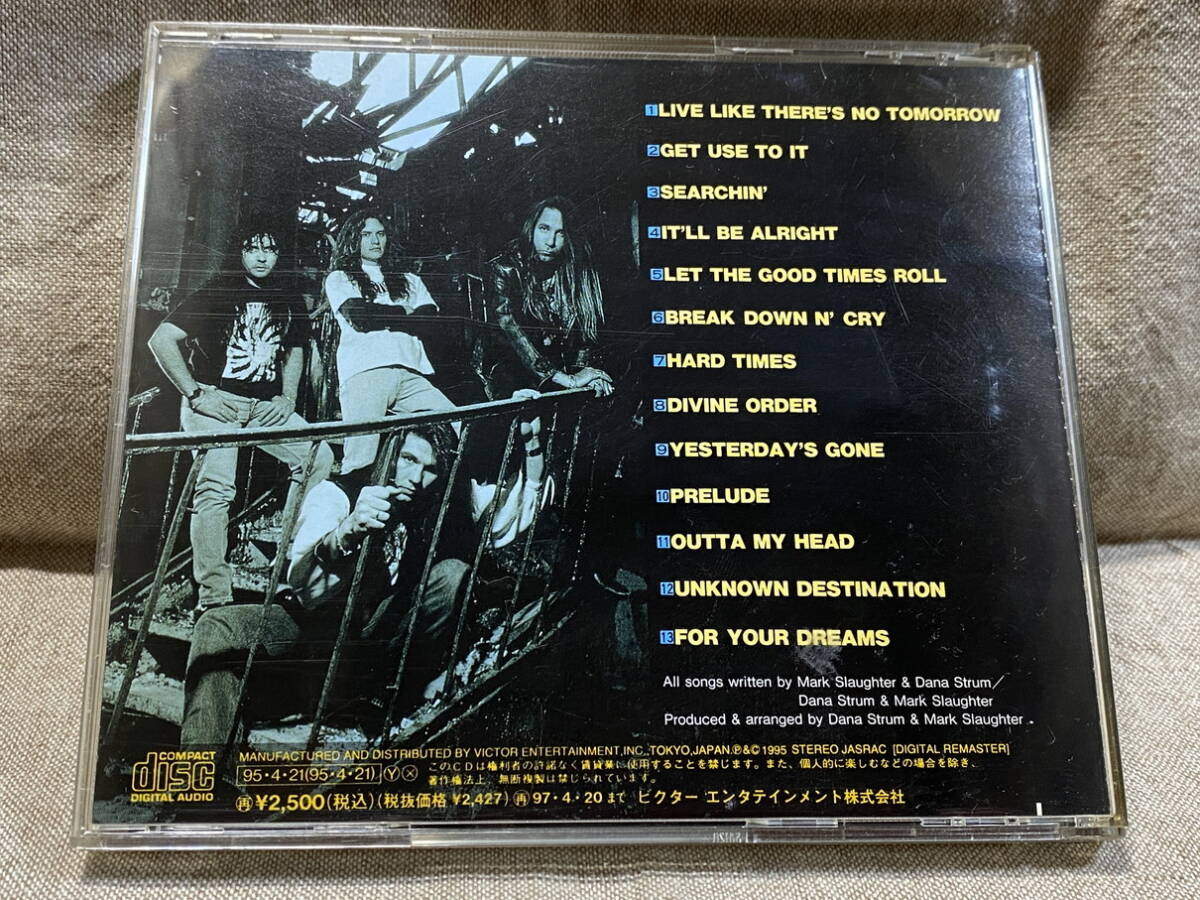 1 LIVE LIKE THERE'S NO TOMORROW
2 GET USE TO IT
3 SEARCHIN'
4 IT'LL BE ALRIGHT
5 LET THE GOOD TIMES ROLL
6 BREAK DOWN N' CRY
7 HARD TIMES
8 DIVINE ORDER
9 YESTERDAY'S GONE
10 PRELUDE
11 OUTTA MY HEAD
12 UNKNOWN DESTINATION
13 FOR YOUR DREAMS
All songs written by Mark Slaughter & Dana Strum/
Dana Strum & Mark Slaughter
Produced & arranged by Dana Strum & Mark Slaughter
COMPACT
disc
DIGITAL AUDIO
MANUFACTURED AND DISTRIBUTED BY VICTOR ENTERTAINMENT, INC., TOKYO, JAPAN. ℗&© 1995 STEREO JASRAC [DIGITAL REMASTER]
95・4・21(95・4・21) Ⓨ ⓧ
このCDは権利者の許諾なく賃貸業に使用することを禁じます。また、個人的に楽しむなどの場合を除き、
著作権法上、無断複製は禁じられています。
㊢ ¥2,500(税込)(税抜価格 ¥2,427) 再 97・4・20まで ビクター エンタテインメント株式会社